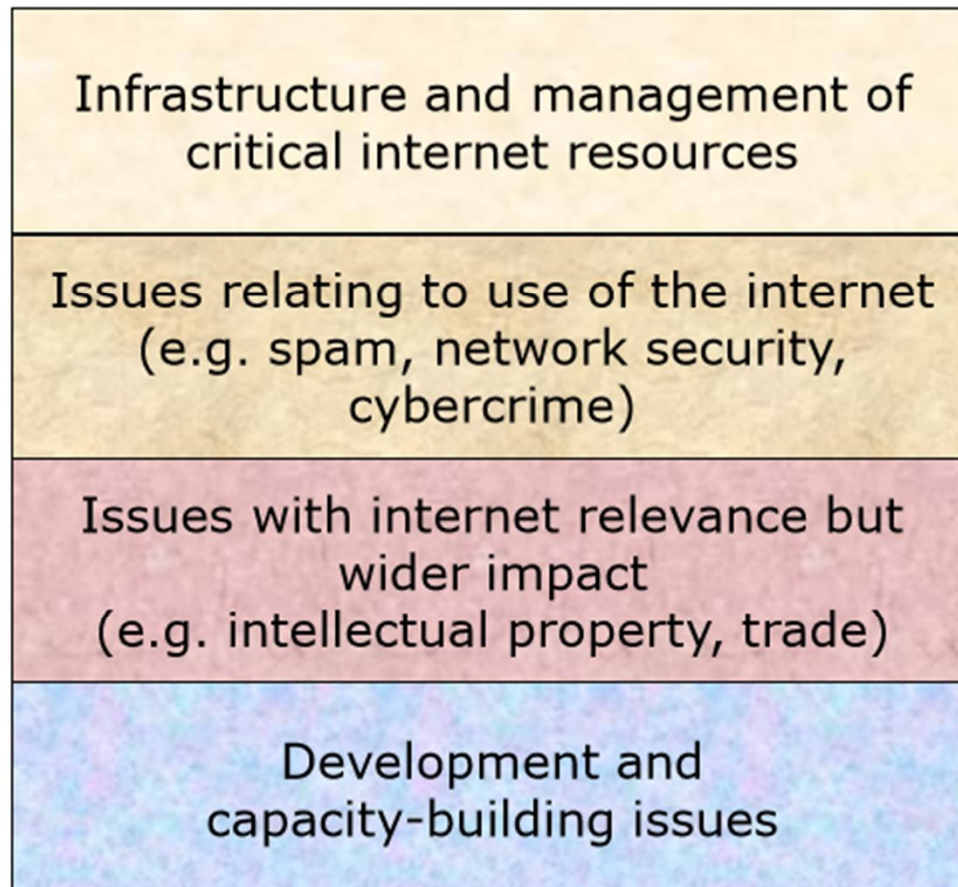 Infrastructure and management of
critical internet resources
Issues relating to use of the internet
(e.g. spam, network security,
cybercrime)
Issues with internet relevance but
wider impact
(e.g. intellectual property, trade)
Development and
capacity-building issues